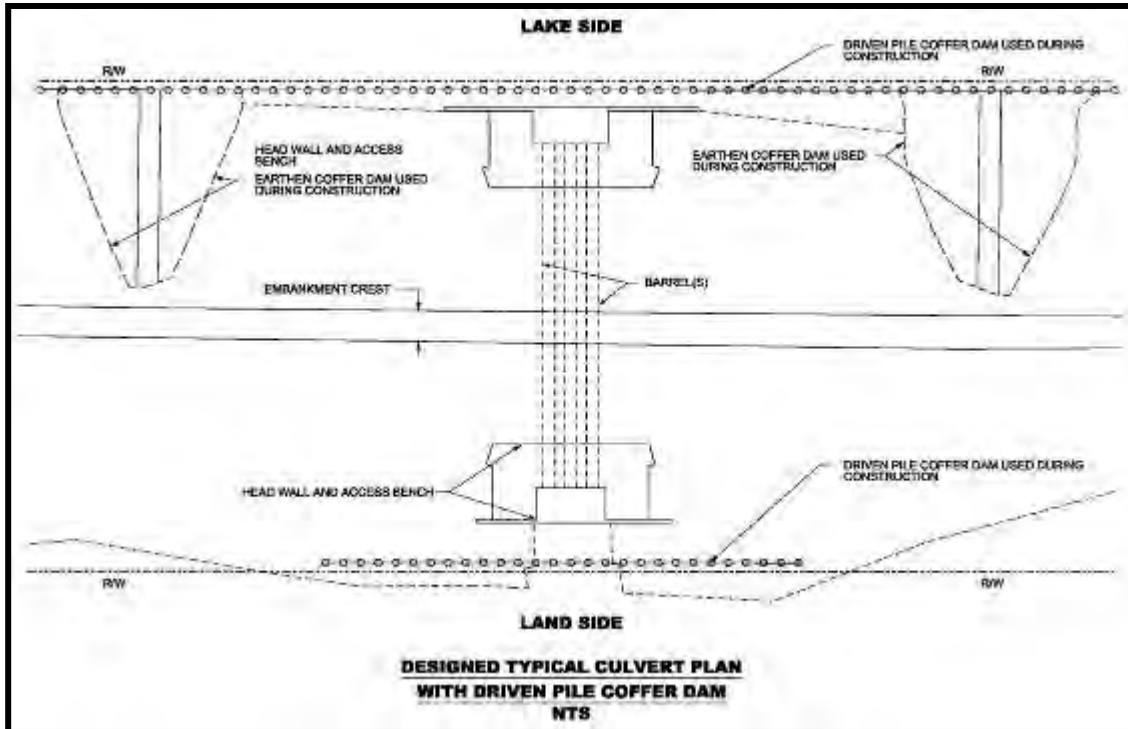 LAKE SIDE
DRIVEN PILE COFFER DAM USED DURING
CONSTRUCTION
R/W
R/W
HEAD WALL AND ACCESS
BENCH
EARTHEN COFFER DAM USED
DURING CONSTRUCTION
EARTHEN COFFER DAM USED
DURING CONSTRUCTION
EMBANKMENT CREST
BARREL(S)
DRIVEN PILE COFFER DAM USED DURING
CONSTRUCTION
HEAD WALL AND ACCESS BENCH
R/W
R/W
LAND SIDE
DESIGNED TYPICAL CULVERT PLAN
WITH DRIVEN PILE COFFER DAM
NTS